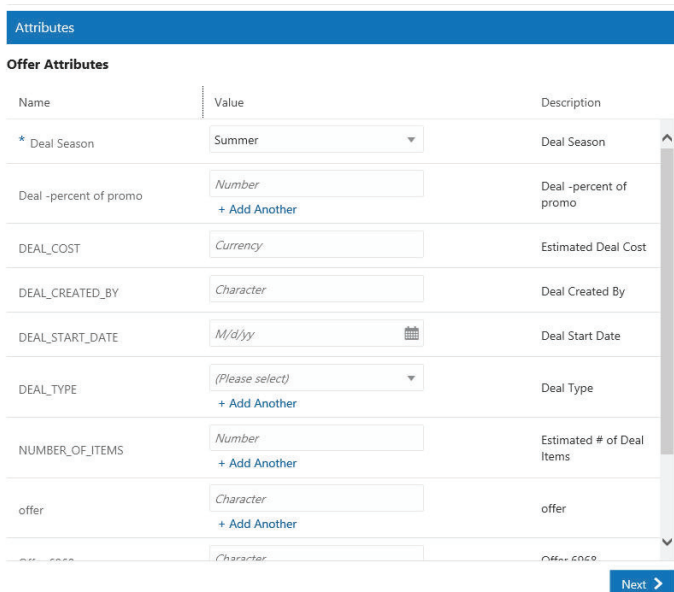 Attributes
Offer Attributes
Name Value Description
* Deal Season Summer Deal Season
Deal -percent of promo Number Deal -percent of
promo
+ Add Another
DEAL_COST Currency Estimated Deal Cost
DEAL_CREATED_BY Character Deal Created By
DEAL_START_DATE M/d/yy Deal Start Date
DEAL_TYPE (Please select) Deal Type
+ Add Another
NUMBER_OF_ITEMS Number Estimated # of Deal
Items
+ Add Another
offer Character offer
+ Add Another
Character Offer 6968
Next